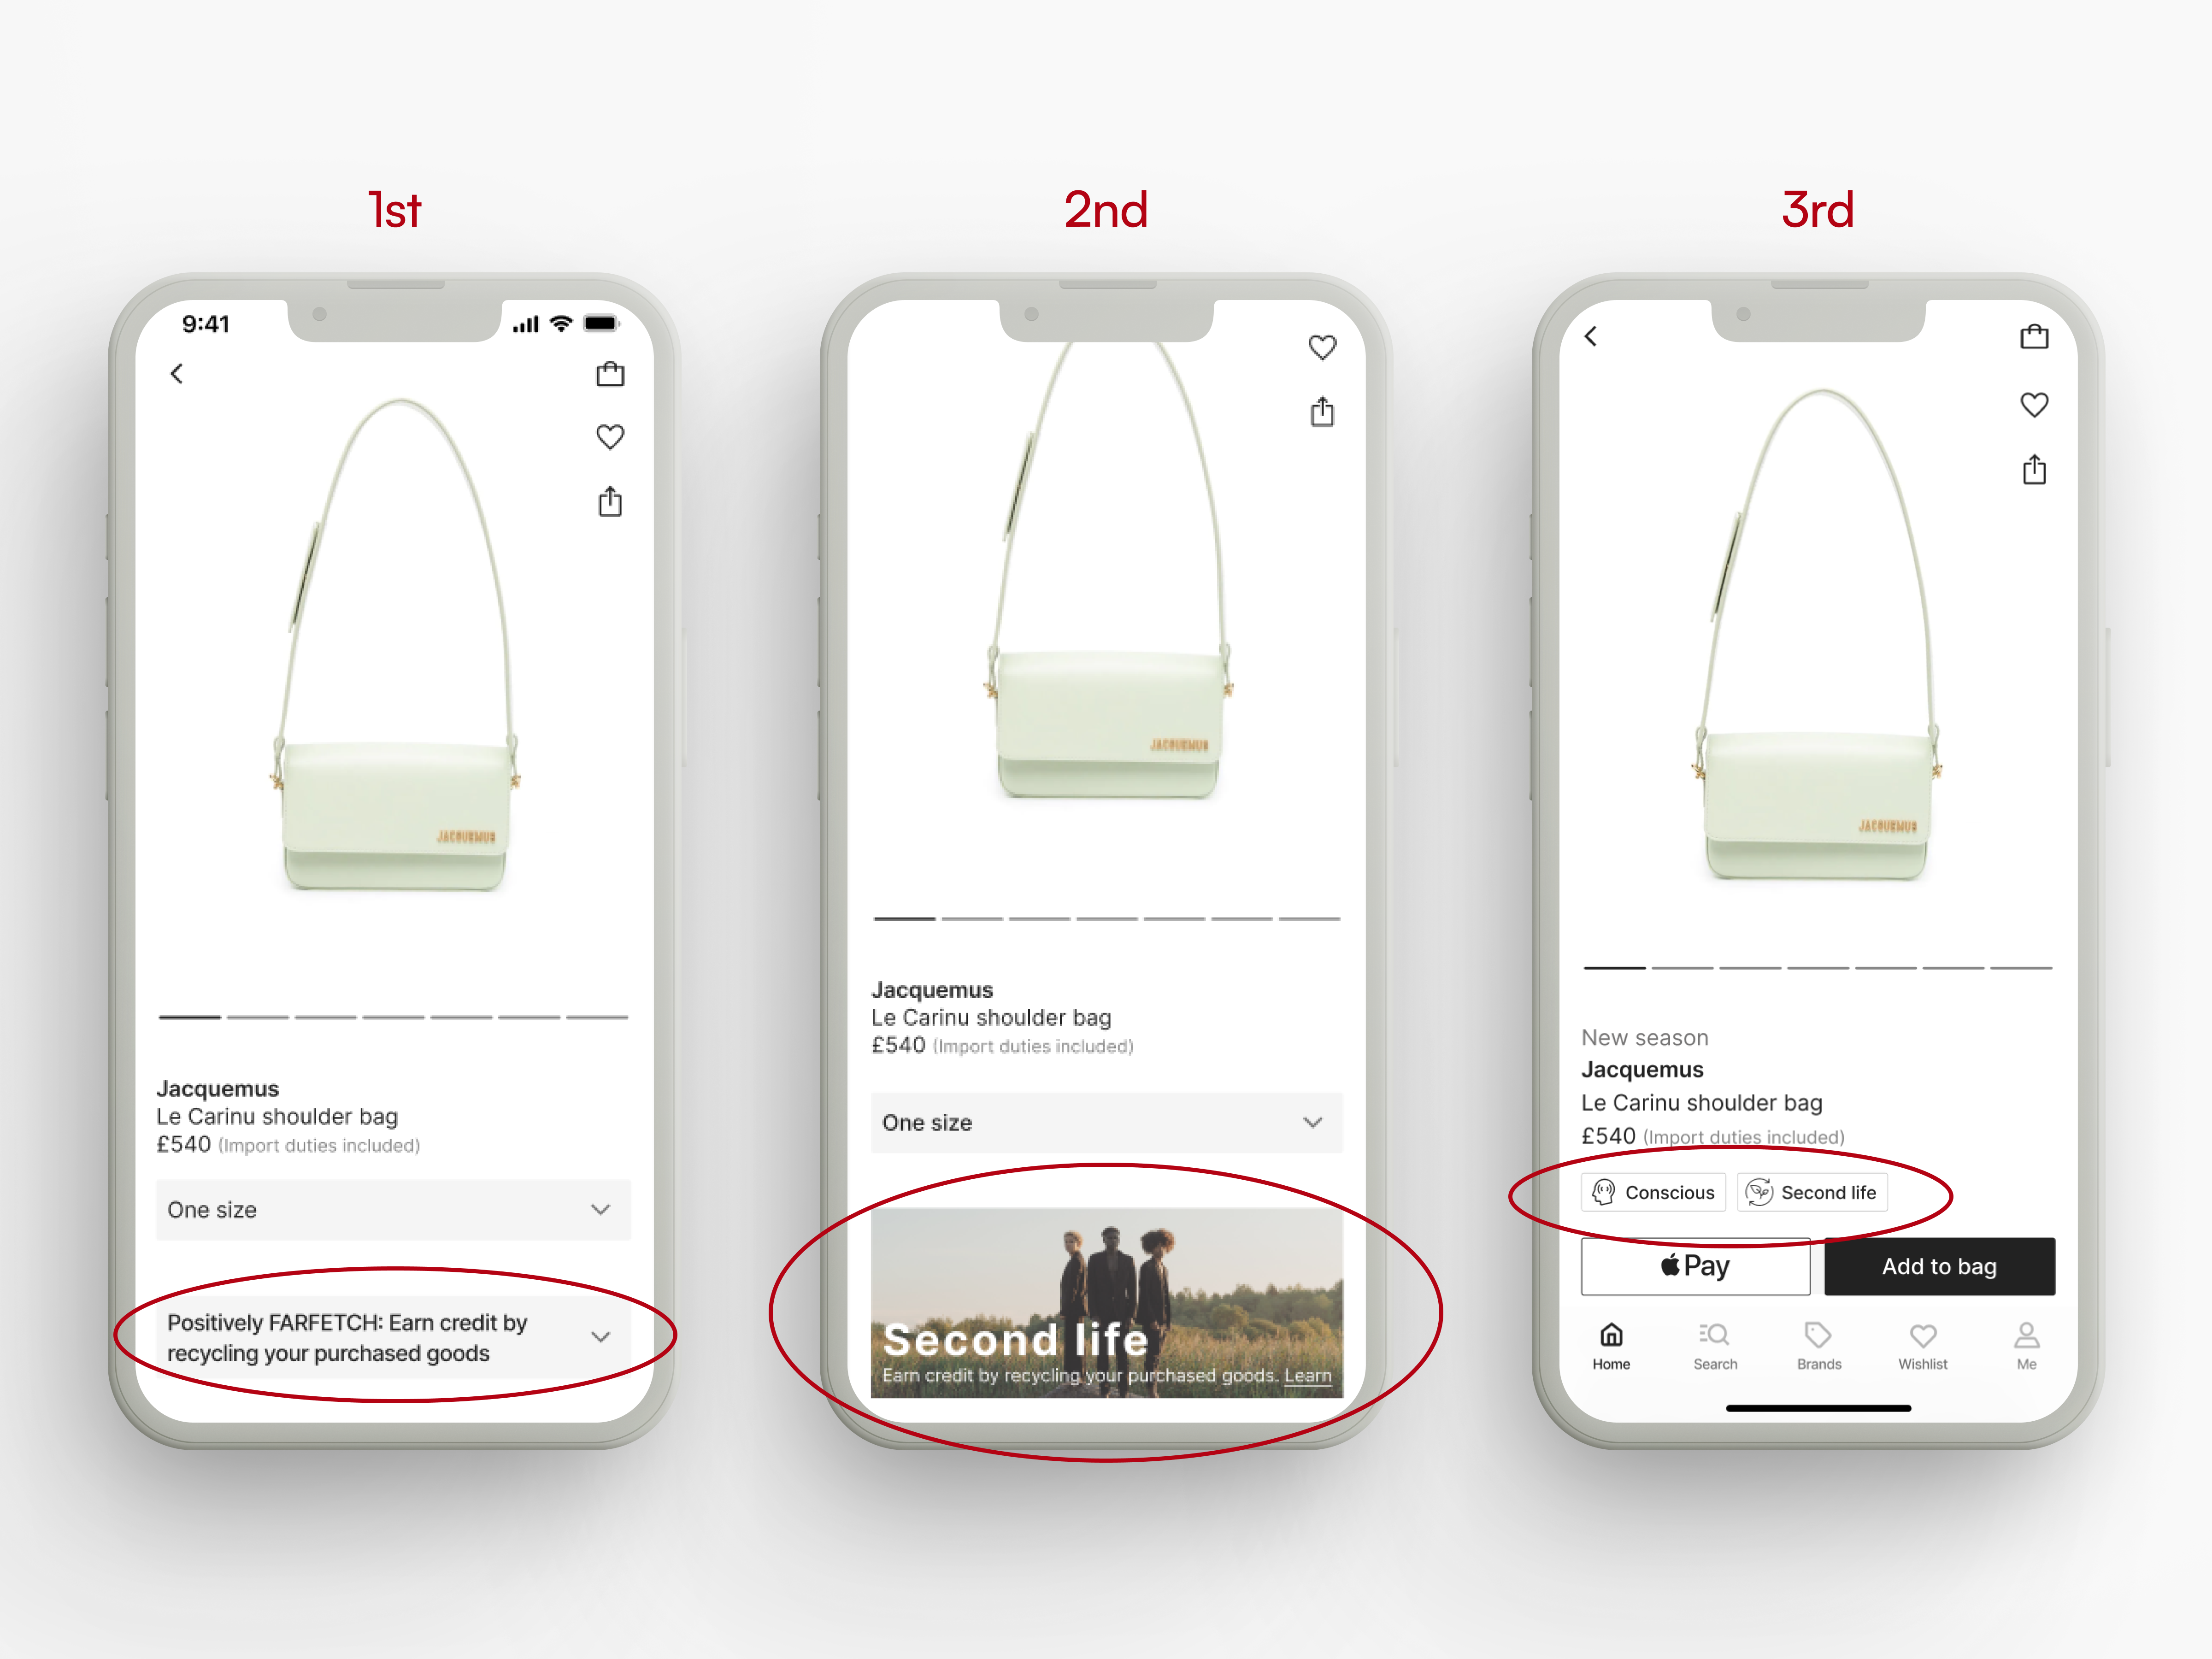 1st
9:41
JACQUEMUS
Jacquemus
Le Carinu shoulder bag
£540 (Import duties included)
One size
Positively FARFETCH: Earn credit by
recycling your purchased goods
2nd
JACQUEMUS
Jacquemus
Le Carinu shoulder bag
£540 (Import duties included)
One size
Second life
Earn credit by recycling your purchased goods. Learn
3rd
JACQUEMUS
New season
Jacquemus
Le Carinu shoulder bag
£540 (Import duties included)
Conscious
Second life
Pay
Add to bag
Home
Search
Brands
Wishlist
Me